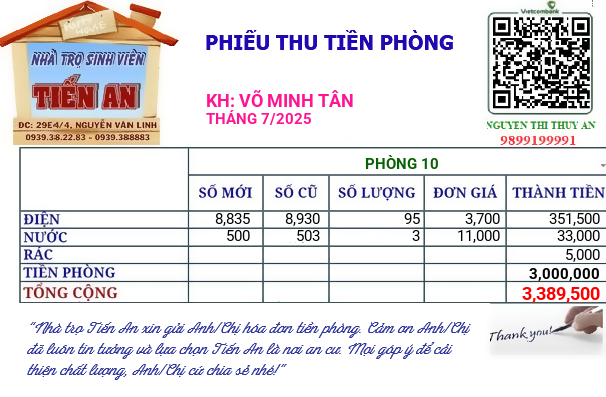 HOME
NHÀ TRỌ SINH VIÊN
TIẾN AN
ĐC: 29E4/4, NGUYỄN VĂN LINH
0939.38.22.83 - 0939.388883
PHIẾU THU TIỀN PHÒNG
KH: VÕ MINH TÂN
THÁNG 7/2025
Vietcombank
NGUYEN THI THUY AN
9899199991
PHÒNG 10
SỐ MỚI SỐ CŨ SỐ LƯỢNG ĐƠN GIÁ THÀNH TIỀN
ĐIỆN 8,835 8,930 95 3,700 351,500
NƯỚC 500 503 3 11,000 33,000
RÁC 5,000
TIỀN PHÒNG 3,000,000
TỔNG CỘNG 3,389,500
"Nhà trọ Tiến An xin gửi Anh/Chị hóa đơn tiền phòng. Cảm ơn Anh/Chị
đã luôn tin tưởng và lựa chọn Tiến An là nơi an cư. Mọi góp ý để cải
thiện chất lượng, Anh/Chị cứ chia sẻ nhé!"
Thank you!